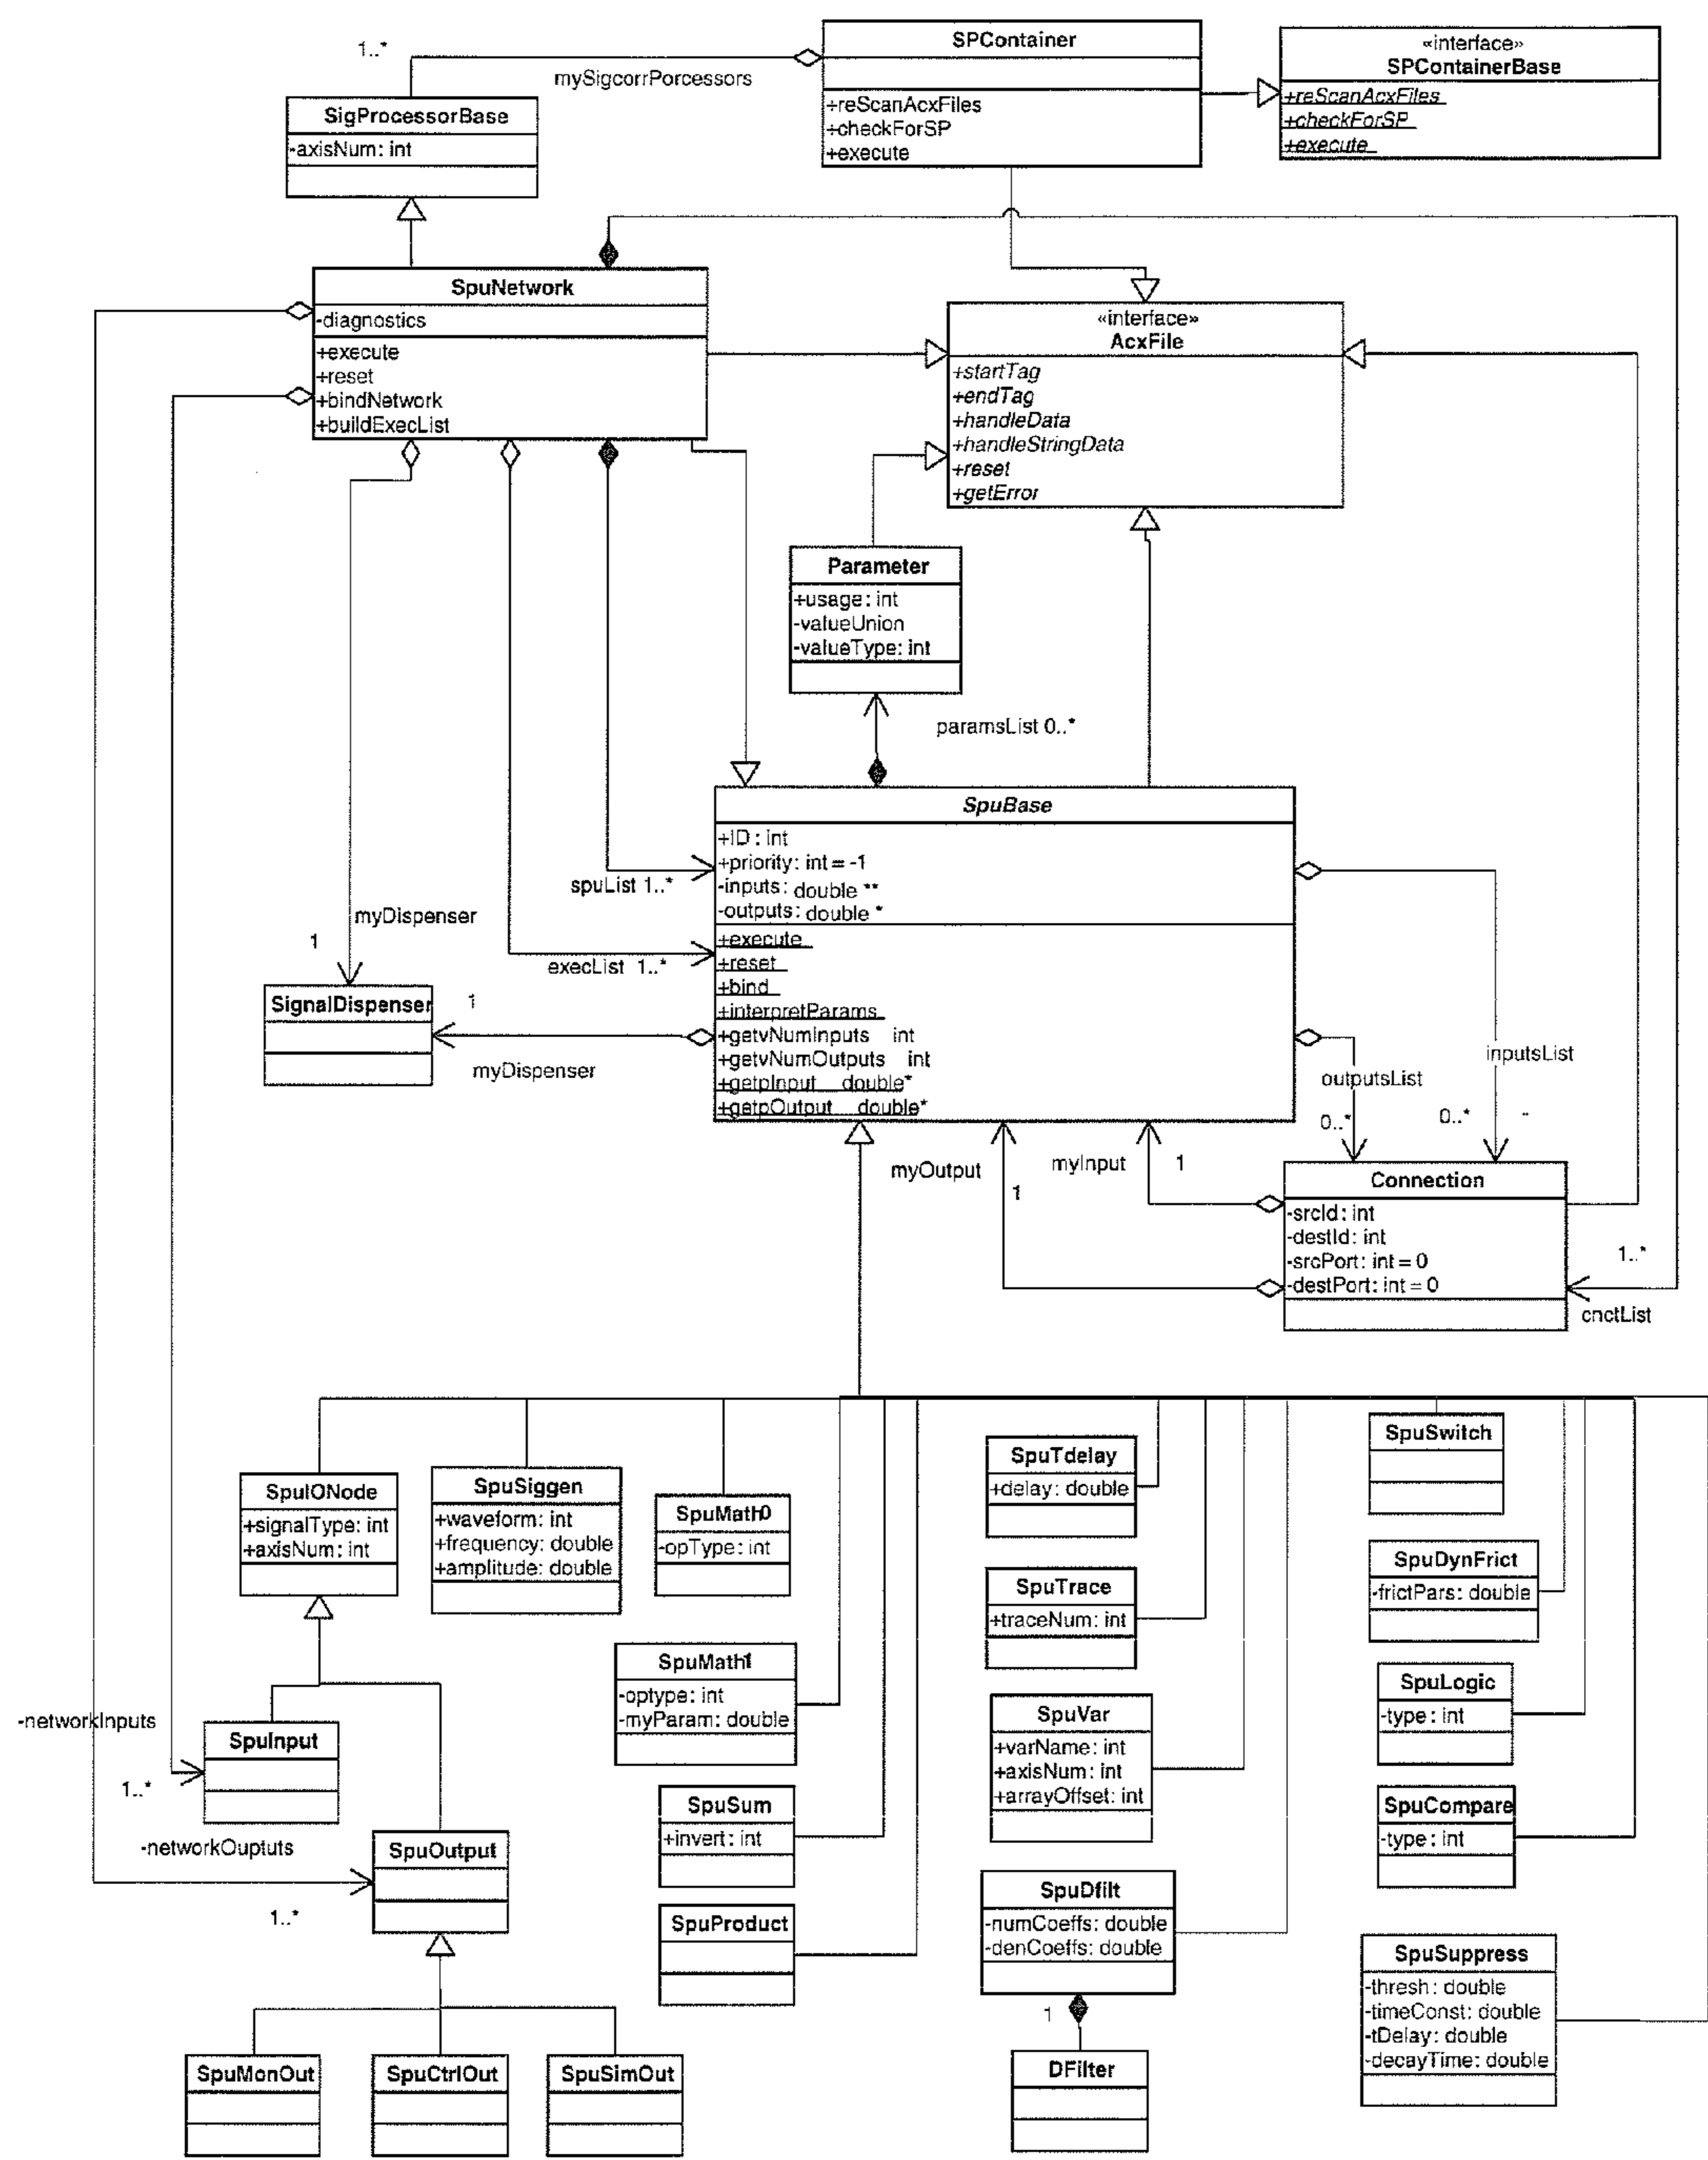 1..*
mySigcorrPorcessors
SPContainer
+reScanAcxFiles
+checkForSP
+execute
«interface»
SPContainerBase
+reScanAcxFiles
+checkForSP
+execute
SigProcessorBase
-axisNum: int
SpuNetwork
-diagnostics
+execute
+reset
+bindNetwork
+buildExecList
«interface»
AcxFile
+startTag
+endTag
+handleData
+handleStringData
+reset
+getError
Parameter
+usage: int
-valueUnion
-valueType: int
paramsList 0..*
SpuBase
+ID: int
+priority: int = -1
-inputs: double **
-outputs: double *
+execute
+reset
+bind
+interpretParams
+getvNumInputs int
+getvNumOutputs int
+getpInput double*
+getpOutput double*
spuList 1..*
execList 1..*
myDispenser
1
SignalDispenser
1
myDispenser
inputsList
outputsList
0..*
0..*
myOutput
1
myInput
1
Connection
-srcId: int
-destId: int
-srcPort: int = 0
-destPort: int = 0
1..*
cnctList
SpuIONode
+signalType: int
+axisNum: int
SpuSiggen
+waveform: int
+frequency: double
+amplitude: double
SpuMath0
-opType: int
SpuTdelay
+delay: double
SpuSwitch
SpuTrace
+traceNum: int
SpuDynFrict
-frictPars: double
SpuMath1
-optype: int
-myParam: double
SpuVar
+varName: int
+axisNum: int
+arrayOffset: int
SpuLogic
-type: int
-networkInputs
1..*
SpuInput
SpuSum
+invert: int
SpuCompare
-type: int
-networkOuptuts
1..*
SpuOutput
SpuProduct
SpuDfilt
-numCoeffs: double
-denCoeffs: double
1
DFilter
SpuSuppress
-thresh: double
-timeConst: double
-tDelay: double
-decayTime: double
SpuMonOut
SpuCtrlOut
SpuSimOut